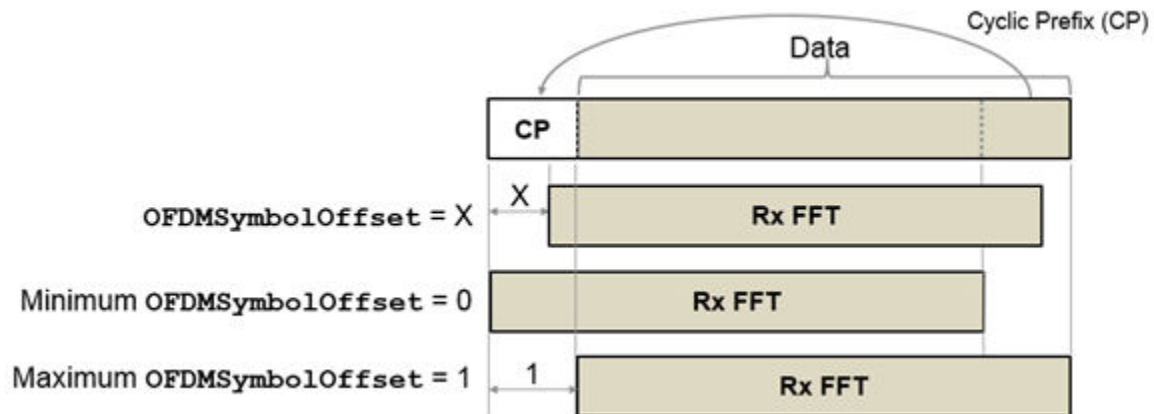 Cyclic Prefix (CP)
Data
CP
X
OFDMSymbolOffset = X
Rx FFT
Minimum OFDMSymbolOffset = 0
Rx FFT
Maximum OFDMSymbolOffset = 1
1
Rx FFT